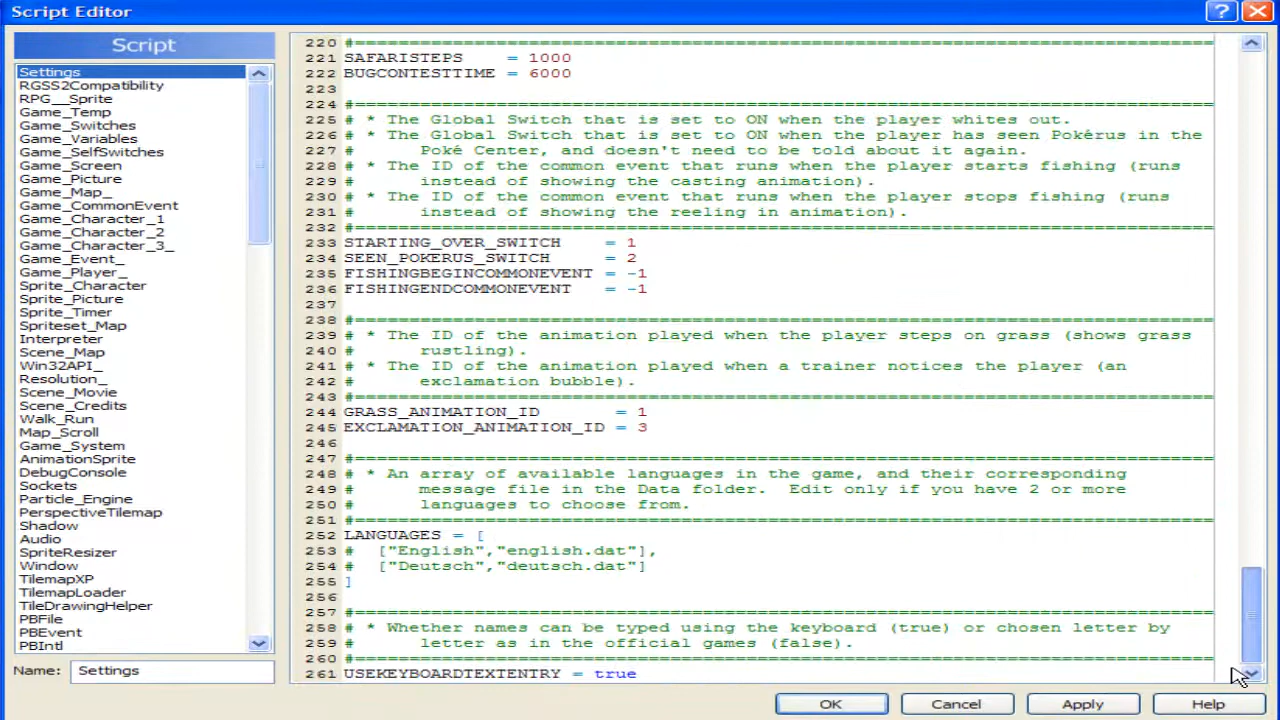 Script Editor
Script
Settings
RGSS2Compatibility
RPG__Sprite
Game_Temp
Game_Switches
Game_Variables
Game_SelfSwitches
Game_Screen
Game_Picture
Game_Map_
Game_CommonEvent
Game_Character_1
Game_Character_2
Game_Character_3_
Game_Event_
Game_Player_
Sprite_Character
Sprite_Picture
Sprite_Timer
Spriteset_Map
Interpreter
Scene_Map
Win32API_
Resolution_
Scene_Movie
Scene_Credits
Walk_Run
Map_Scroll
Game_System
AnimationSprite
DebugConsole
Sockets
Particle_Engine
PerspectiveTilemap
Shadow
Audio
SpriteResizer
Window
TilemapXP
TilemapLoader
TileDrawingHelper
PBFile
PBEvent
PBIntl
Name: Settings
220 #================================================================================
221 SAFARISTEPS    = 1000
222 BUGCONTESTTIME = 6000
223
224 #================================================================================
225 # * The Global Switch that is set to ON when the player whites out.
226 # * The Global Switch that is set to ON when the player has seen Pokérus in the
227 #      Poké Center, and doesn't need to be told about it again.
228 # * The ID of the common event that runs when the player starts fishing (runs
229 #      instead of showing the casting animation).
230 # * The ID of the common event that runs when the player stops fishing (runs
231 #      instead of showing the reeling in animation).
232 #================================================================================
233 STARTING_OVER_SWITCH    = 1
234 SEEN_POKERUS_SWITCH     = 2
235 FISHINGBEGINCOMMONEVENT = -1
236 FISHINGENDCOMMONEVENT   = -1
237
238 #================================================================================
239 # * The ID of the animation played when the player steps on grass (shows grass
240 #      rustling).
241 # * The ID of the animation played when a trainer notices the player (an
242 #      exclamation bubble).
243 #================================================================================
244 GRASS_ANIMATION_ID       = 1
245 EXCLAMATION_ANIMATION_ID = 3
246
247 #================================================================================
248 # * An array of available languages in the game, and their corresponding
249 #      message file in the Data folder.  Edit only if you have 2 or more
250 #      languages to choose from.
251 #================================================================================
252 LANGUAGES = [
253 #  ["English","english.dat"],
254 #  ["Deutsch","deutsch.dat"]
255 ]
256
257 #================================================================================
258 # * Whether names can be typed using the keyboard (true) or chosen letter by
259 #      letter as in the official games (false).
260 #================================================================================
261 USEKEYBOARDTEXTENTRY = true
OK
Cancel
Apply
Help